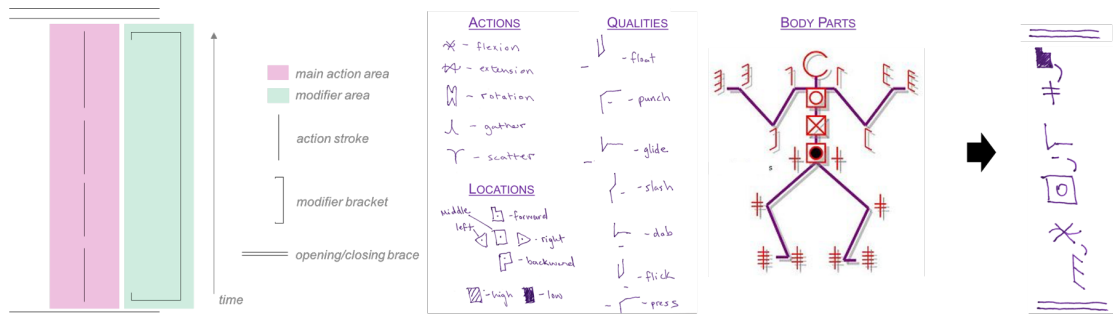 main action area
modifier area
action stroke
modifier bracket
opening/closing brace
time
ACTIONS
- flexion
- extension
- rotation
- gather
- scatter
LOCATIONS
middle
- forward
left
- right
- backward
- high
- low
QUALITIES
- float
- punch
- glide
- slash
- dab
- flick
- press
BODY PARTS
s